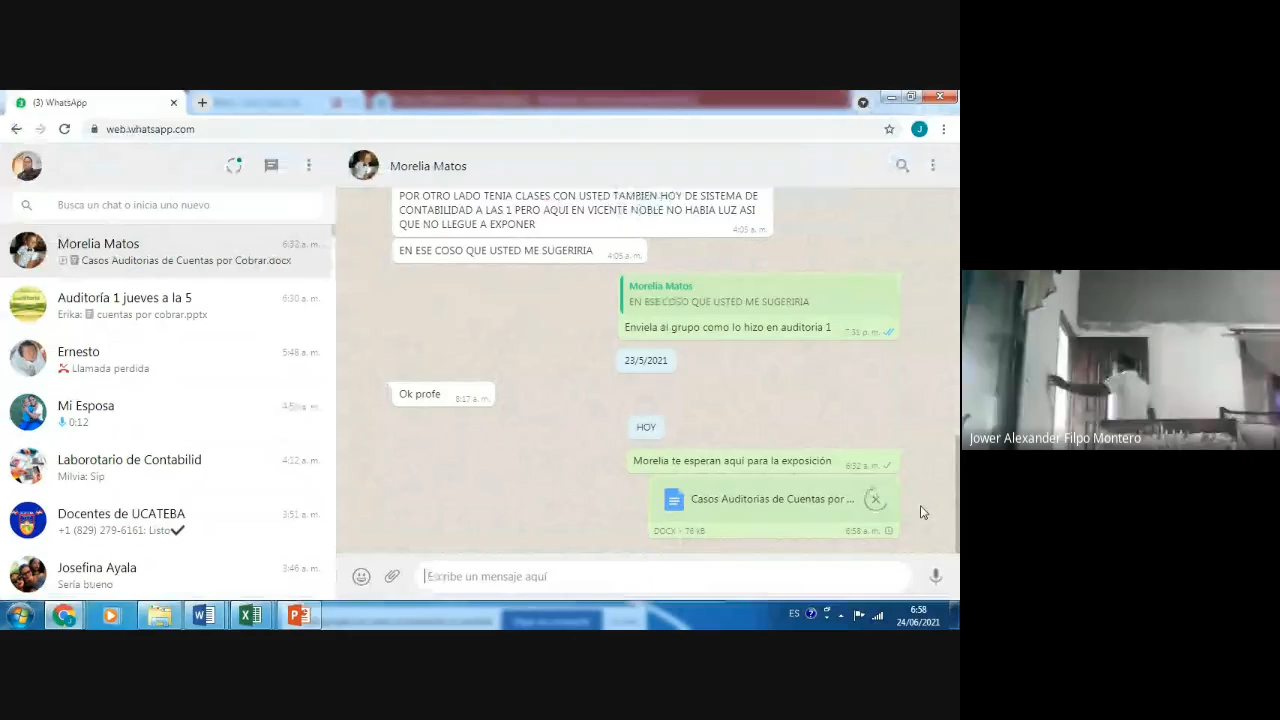 (3) WhatsApp
web.whatsapp.com
J
Busca un chat o inicia uno nuevo
Morelia Matos
6:32 a. m.
Casos Auditorias de Cuentas por Cobrar.docx
Auditoría 1 jueves a la 5
6:30 a. m.
Erika: cuentas por cobrar.pptx
Ernesto
5:48 a. m.
Llamada perdida
Mi Esposa
0:12
Laborotario de Contabilid
4:12 a. m.
Milvia: Sip
Docentes de UCATEBA
3:51 a. m.
+1 (829) 279-6161: Listo
Josefina Ayala
3:46 a. m.
Sería bueno
Morelia Matos
POR OTRO LADO TENIA CLASES CON USTED TAMBIEN HOY DE SISTEMA DE
CONTABILIDAD A LAS 1 PERO AQUI EN VICENTE NOBLE NO HABIA LUZ ASI
QUE NO LLEGUE A EXPONER
4:05 a. m.
EN ESE COSO QUE USTED ME SUGERIRIA
4:05 a. m.
Morelia Matos
EN ESE COSO QUE USTED ME SUGERIRIA
Enviela al grupo como lo hizo en auditoria 1
7:31 p. m.
23/5/2021
Ok profe
8:17 a. m.
HOY
Morelia te esperan aquí para la exposición
6:32 a. m.
Casos Auditorias de Cuentas por ...
DOCX • 76 kB
6:58 a. m.
Escribe un mensaje aquí
ES
6:58
24/06/2021
Jower Alexander Filpo Montero